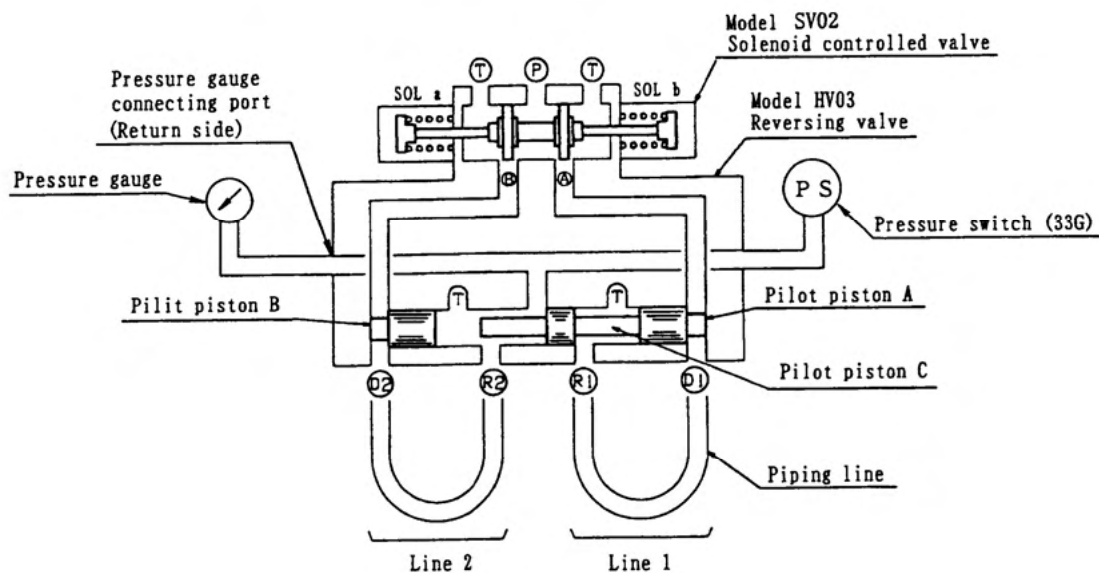 Model SV02
Solenoid controlled valve
Pressure gauge
connecting port
(Return side)
T
P
T
SOL a
SOL b
Model HV03
Reversing valve
Pressure gauge
B
A
P S
Pressure switch (33G)
Pilit piston B
T
T
Pilot piston A
Pilot piston C
D2
R2
R1
D1
Piping line
Line 2
Line 1